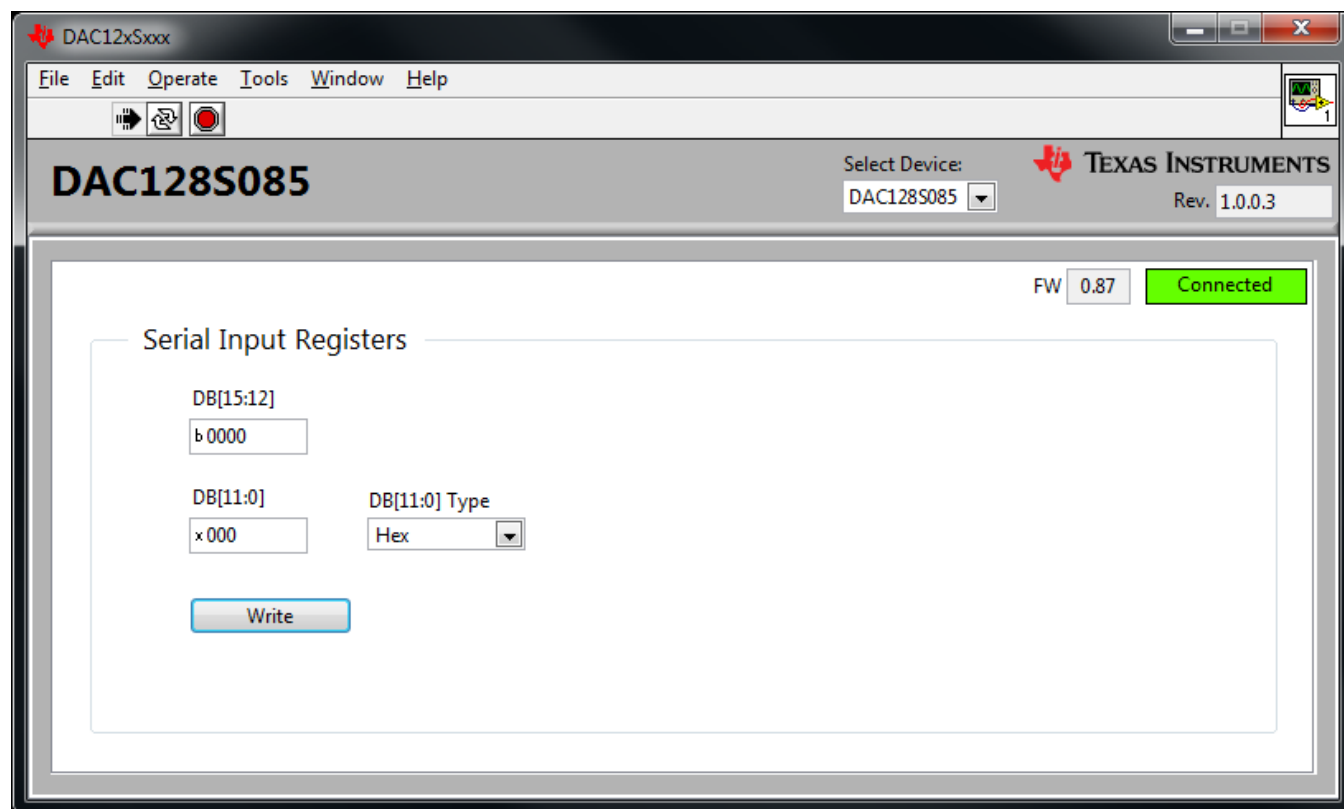 DAC12xSxxx
File Edit Operate Tools Window Help
1
DAC128S085
Select Device:
DAC128S085
TEXAS INSTRUMENTS
Rev. 1.0.0.3
FW 0.87 Connected
Serial Input Registers
DB[15:12]
b 0000
DB[11:0] DB[11:0] Type
x 000 Hex
Write